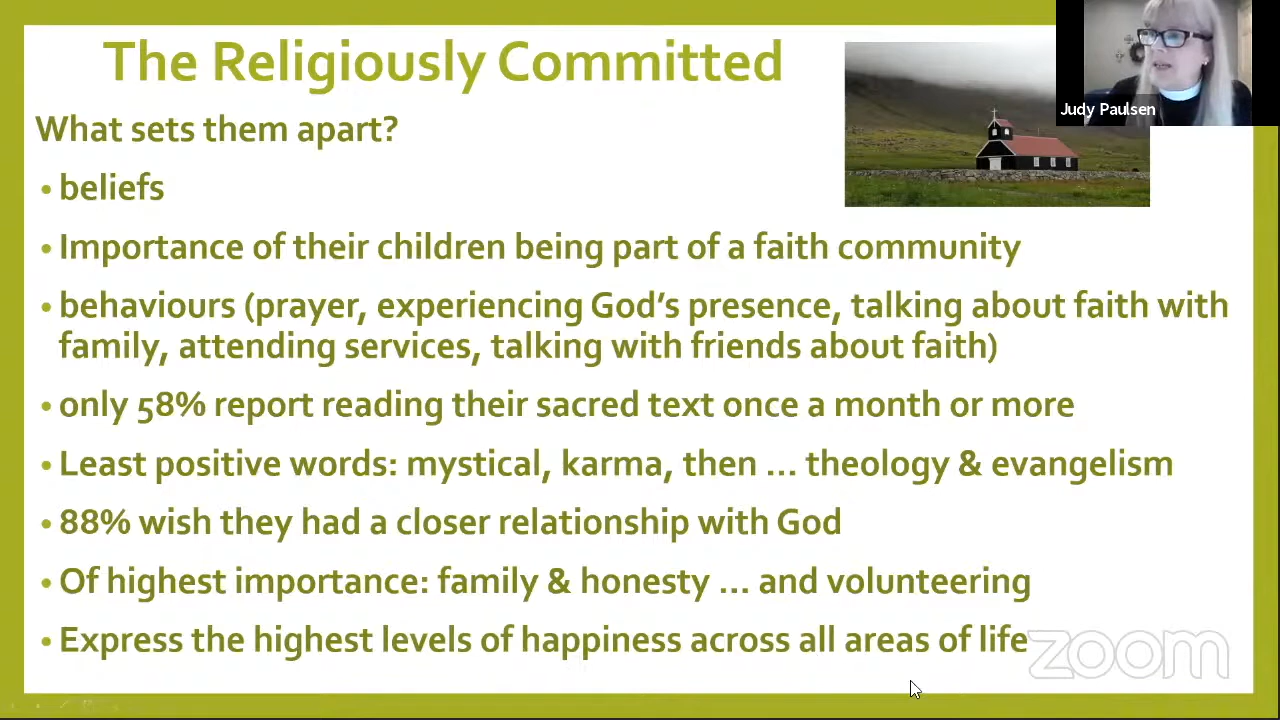 The Religiously Committed
Judy Paulsen
What sets them apart?
• beliefs
• Importance of their children being part of a faith community
• behaviours (prayer, experiencing God's presence, talking about faith with
family, attending services, talking with friends about faith)
• only 58% report reading their sacred text once a month or more
• Least positive words: mystical, karma, then ... theology & evangelism
• 88% wish they had a closer relationship with God
• Of highest importance: family & honesty ... and volunteering
• Express the highest levels of happiness across all areas of life
zoom